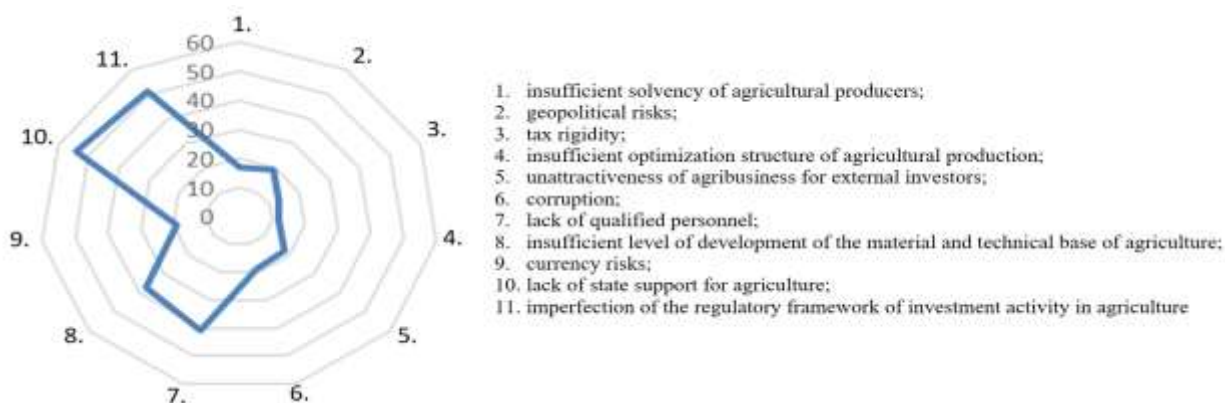 1.
2.
3.
4.
5.
6.
7.
8.
9.
10.
11.
60
50
40
30
20
10
0
1. insufficient solvency of agricultural producers;
2. geopolitical risks;
3. tax rigidity;
4. insufficient optimization structure of agricultural production;
5. unattractiveness of agribusiness for external investors;
6. corruption;
7. lack of qualified personnel;
8. insufficient level of development of the material and technical base of agriculture;
9. currency risks;
10. lack of state support for agriculture;
11. imperfection of the regulatory framework of investment activity in agriculture